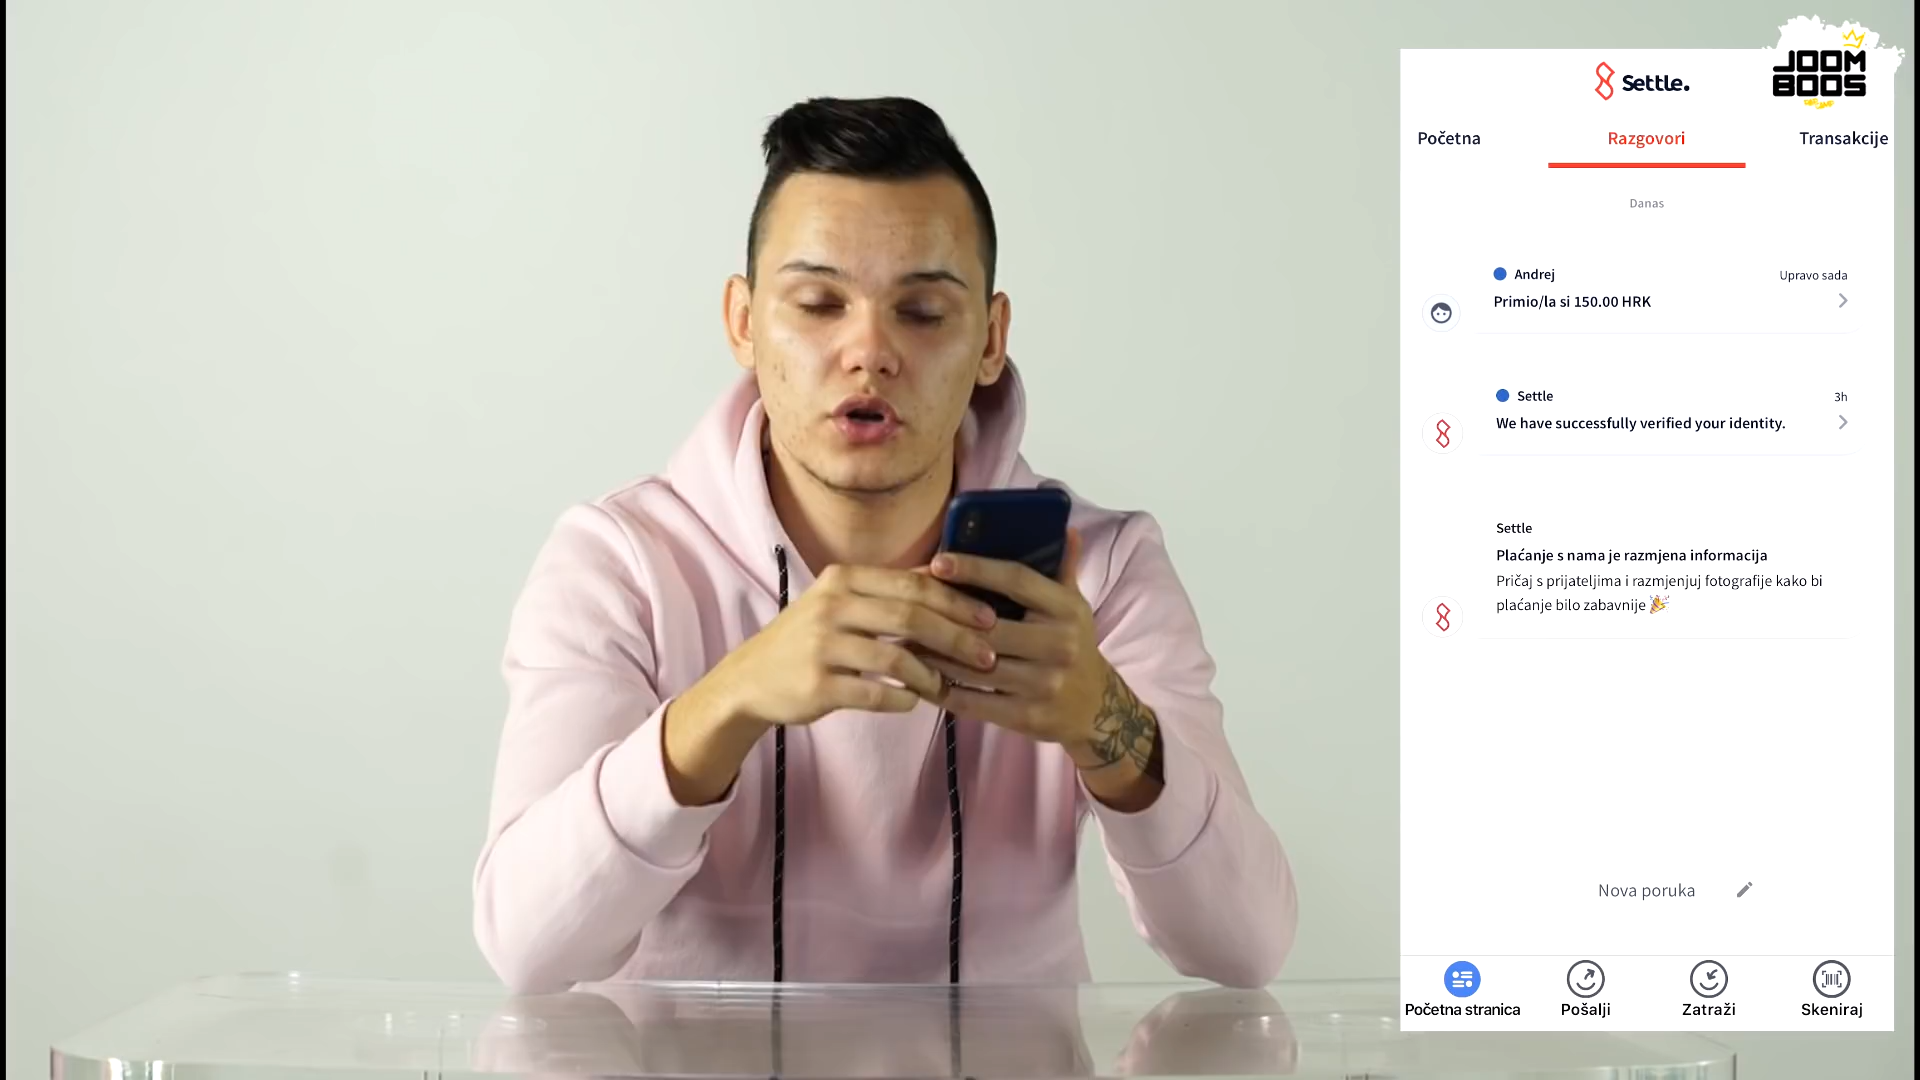 JOOM
BOOS
Settle.
Početna
Razgovori
Transakcije
Danas
Andrej
Upravo sada
Primio/la si 150.00 HRK
Settle
3h
We have successfully verified your identity.
Settle
Plaćanje s nama je razmjena informacija
Pričaj s prijateljima i razmjenjuj fotografije kako bi
plaćanje bilo zabavnije 🎉
Nova poruka
Početna stranica
Pošalji
Zatraži
Skeniraj